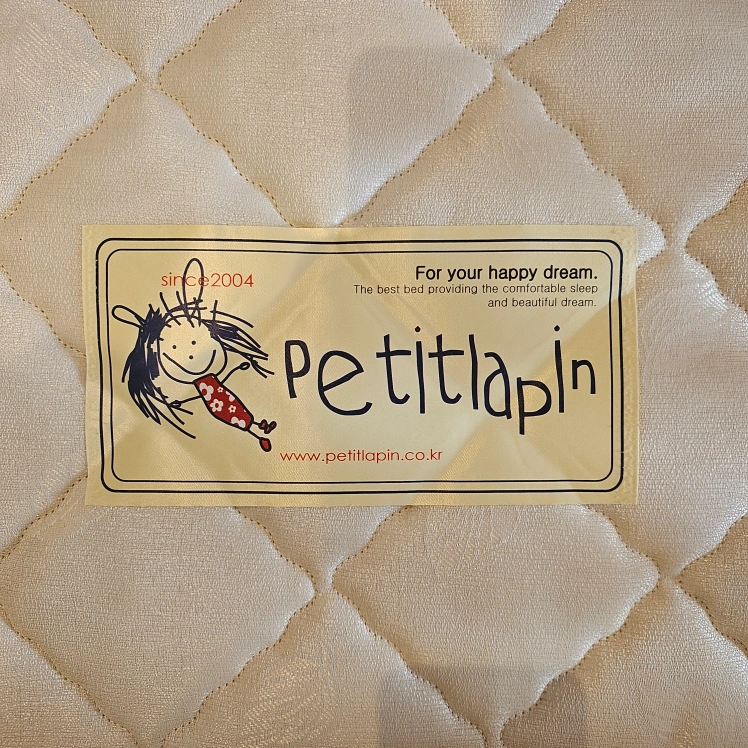 since2004
For your happy dream.
The best bed providing the comfortable sleep
and beautiful dream.
Petitlapin
www.petitlapin.co.kr